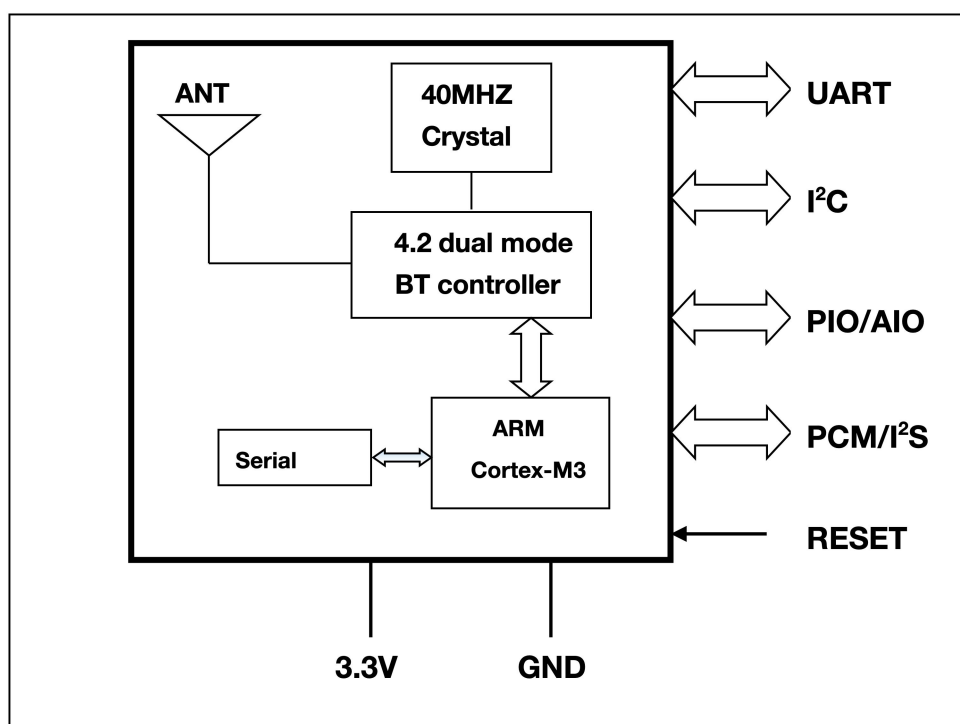 ANT
40MHZ
Crystal
4.2 dual mode
BT controller
ARM
Cortex-M3
Serial
UART
I²C
PIO/AIO
PCM/I²S
RESET
3.3V
GND